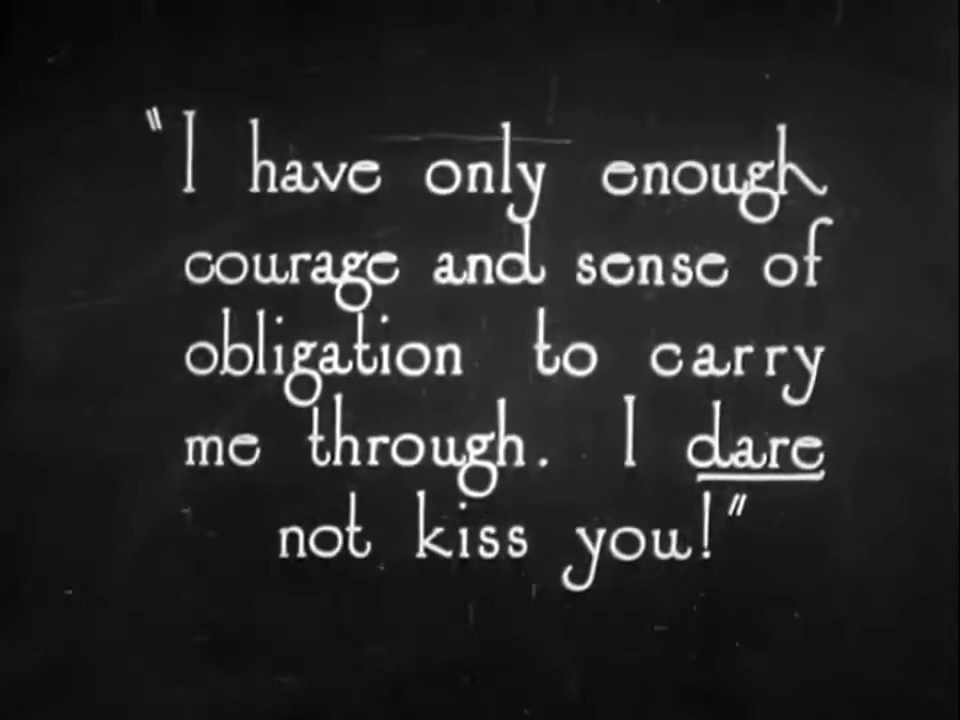 "I have only enough
courage and sense of
obligation to carry
me through. I dare
not kiss you!"